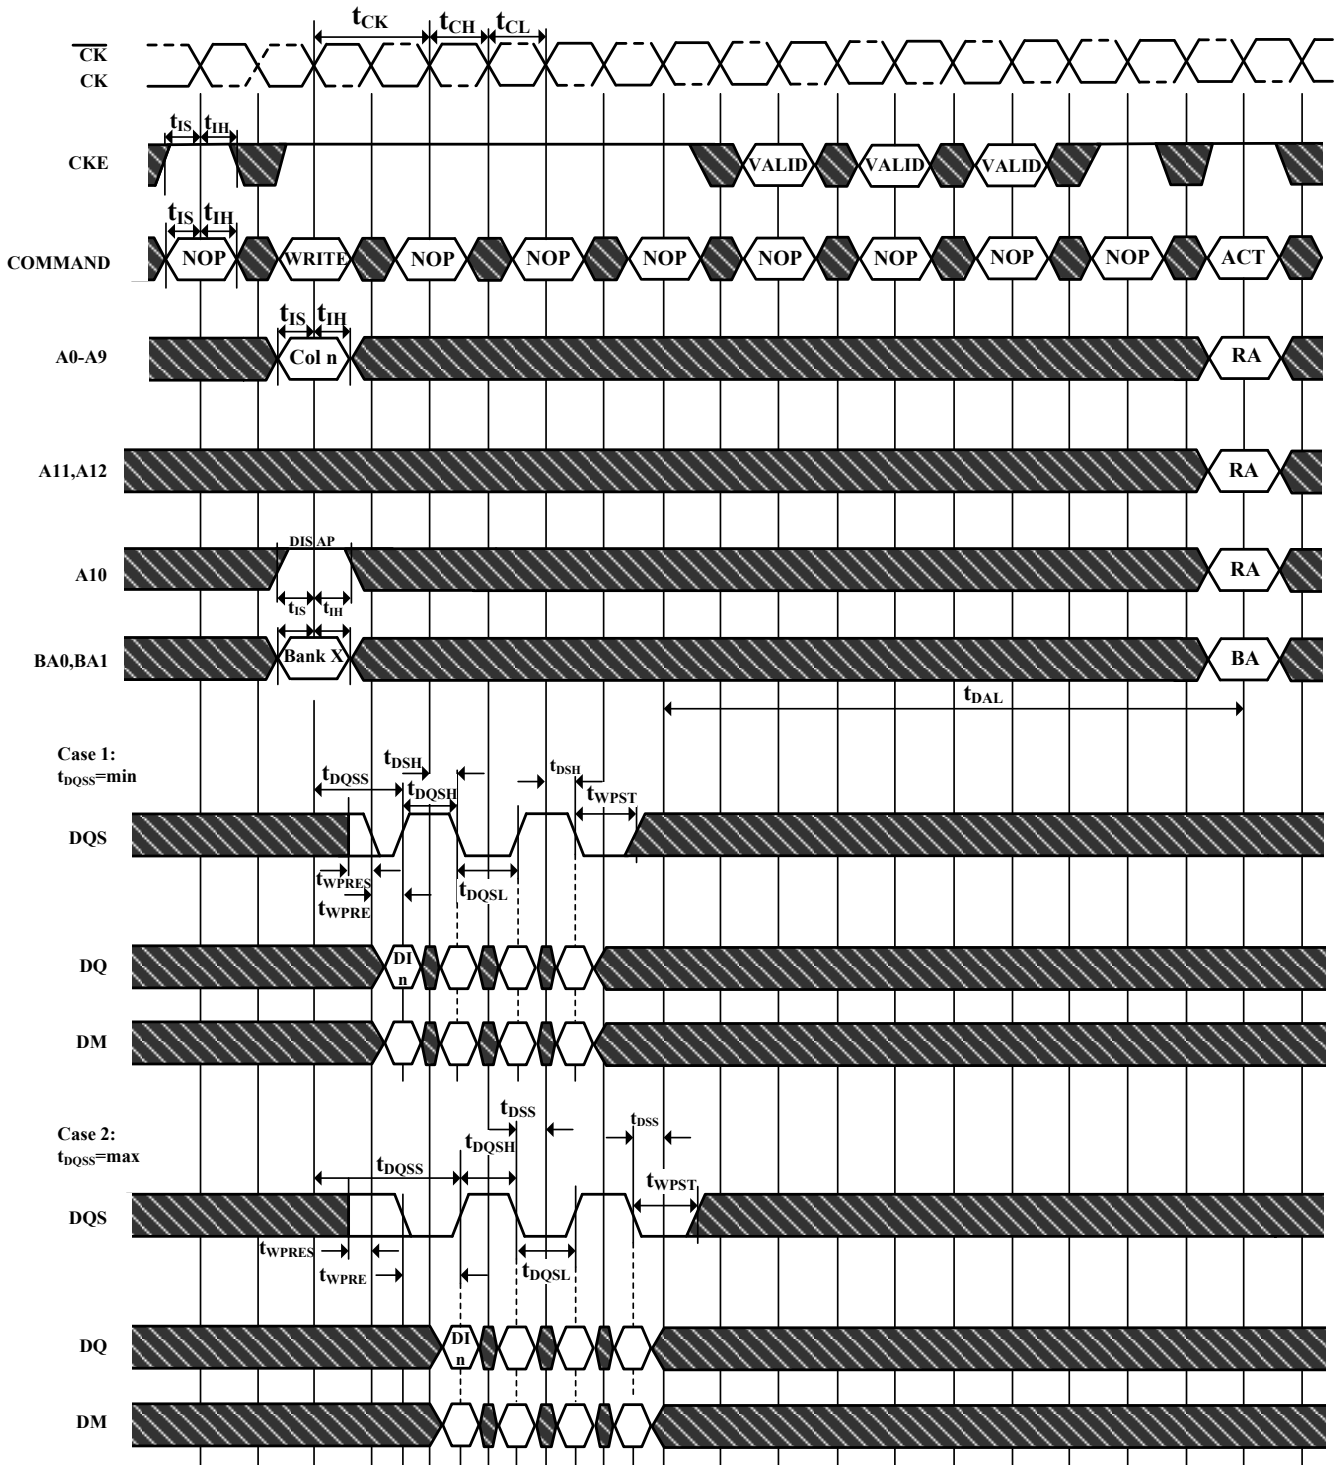 tCK tCH tCL
CK
CK
tIS tIH
CKE VALID VALID VALID
tIS tIH
COMMAND NOP WRITE NOP NOP NOP NOP NOP NOP NOP ACT
tIS tIH
A0-A9 Col n RA
A11,A12 RA
DIS AP
A10 RA
tIS tIH
BA0,BA1 Bank X BA
tDAL
Case 1:
tDQSS=min
tDSH tDSH
tDQSS tDQSH tWPST
DQS
tWPRES tDQSL
tWPRE
DQ DI
n
DM
Case 2:
tDQSS=max
tDSS tDSS
tDQSH
tDQSS tWPST
DQS
tWPRES tDQSL
tWPRE
DQ DI
n
DM